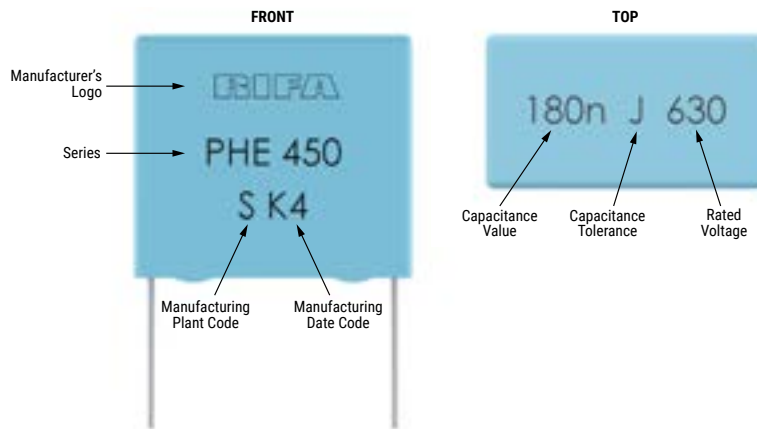 FRONT
Manufacturer's
Logo
RIFA
Series
PHE 450
S K4
Manufacturing
Plant Code
Manufacturing
Date Code
TOP
180n J 630
Capacitance
Value
Capacitance
Tolerance
Rated
Voltage